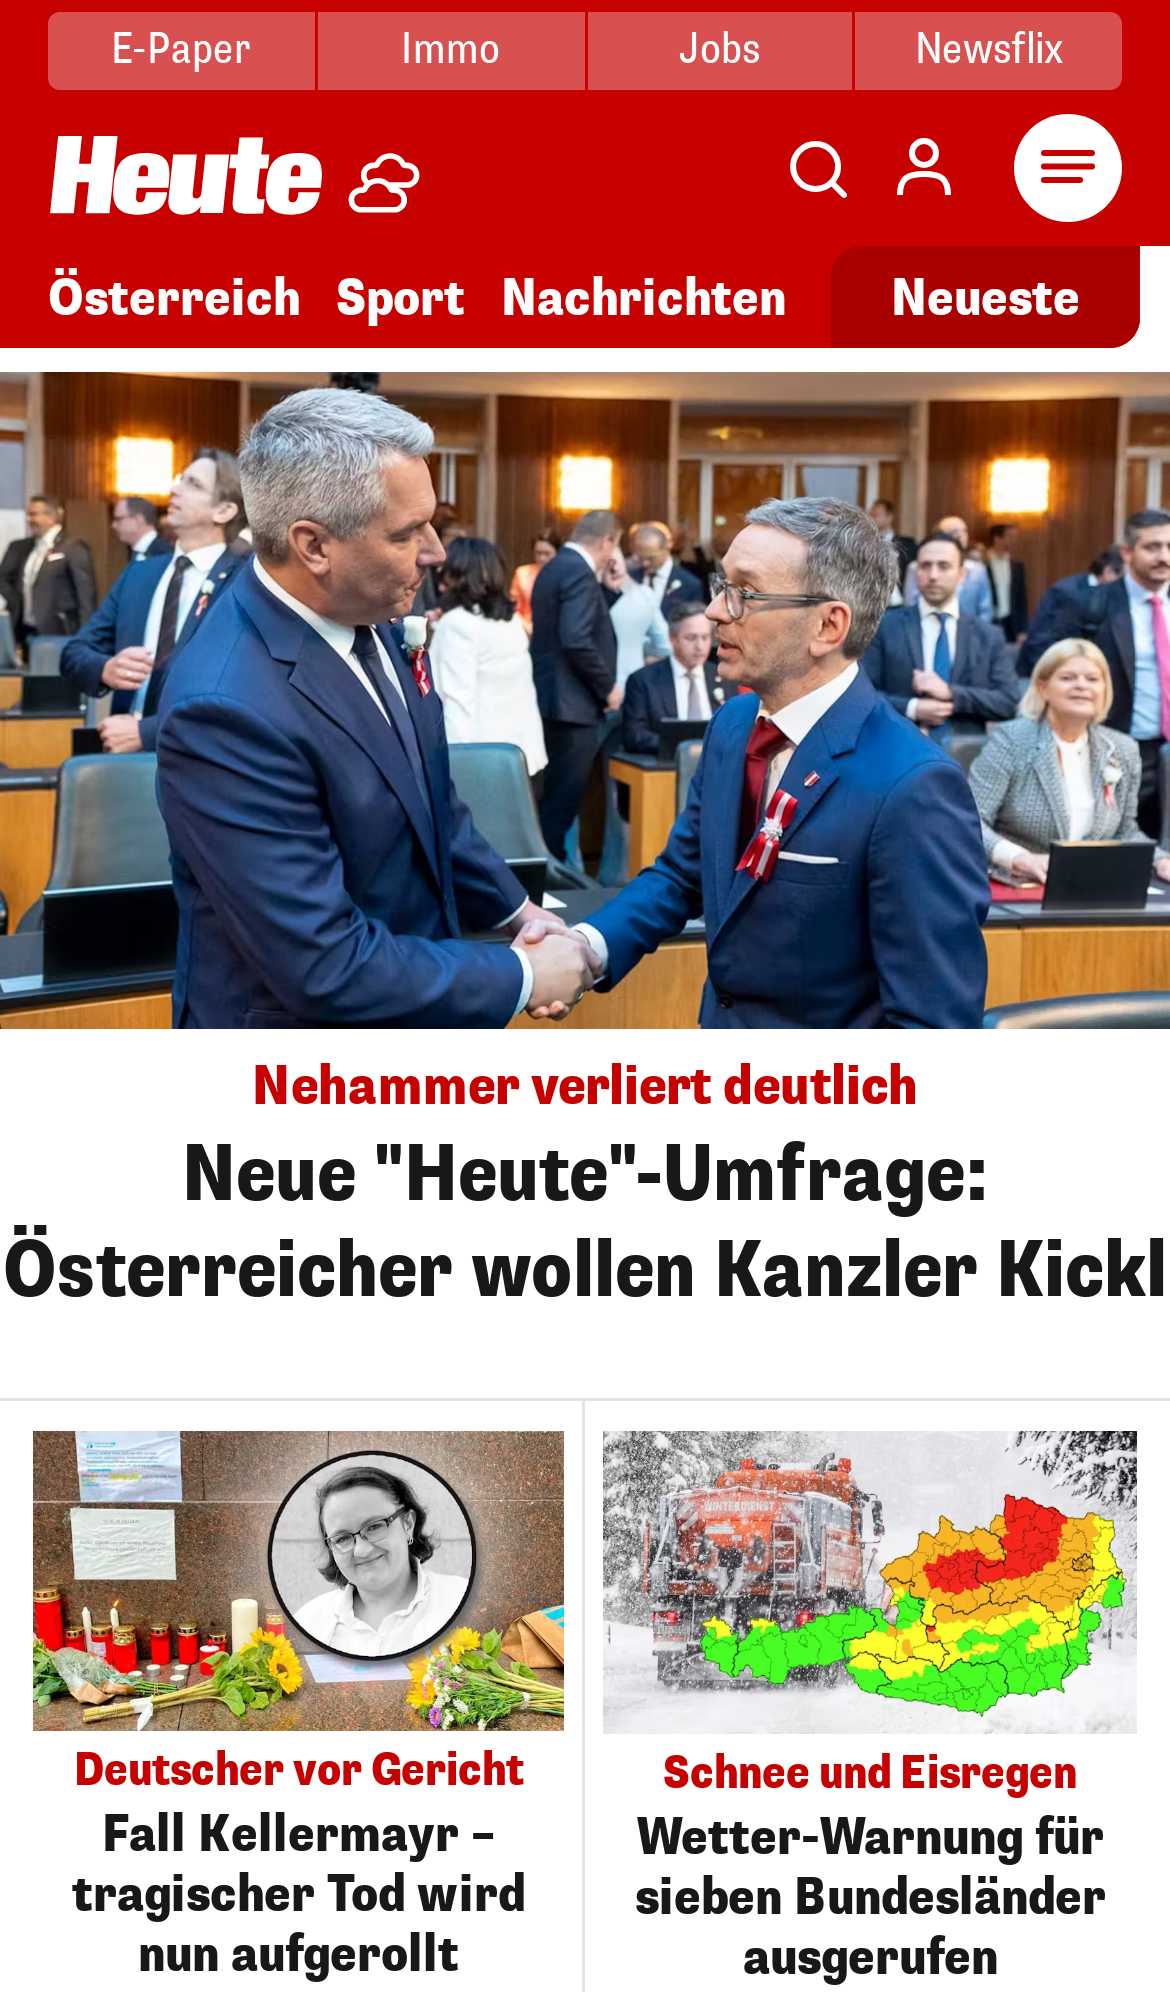 E-Paper
Immo
Jobs
Newsflix
Heute
Österreich
Sport
Nachrichten
Neueste
Nehammer verliert deutlich
Neue "Heute"-Umfrage:
Österreicher wollen Kanzler Kickl
WINTERDIENST
Deutscher vor Gericht
Fall Kellermayr –
tragischer Tod wird
nun aufgerollt
Schnee und Eisregen
Wetter-Warnung für
sieben Bundesländer
ausgerufen